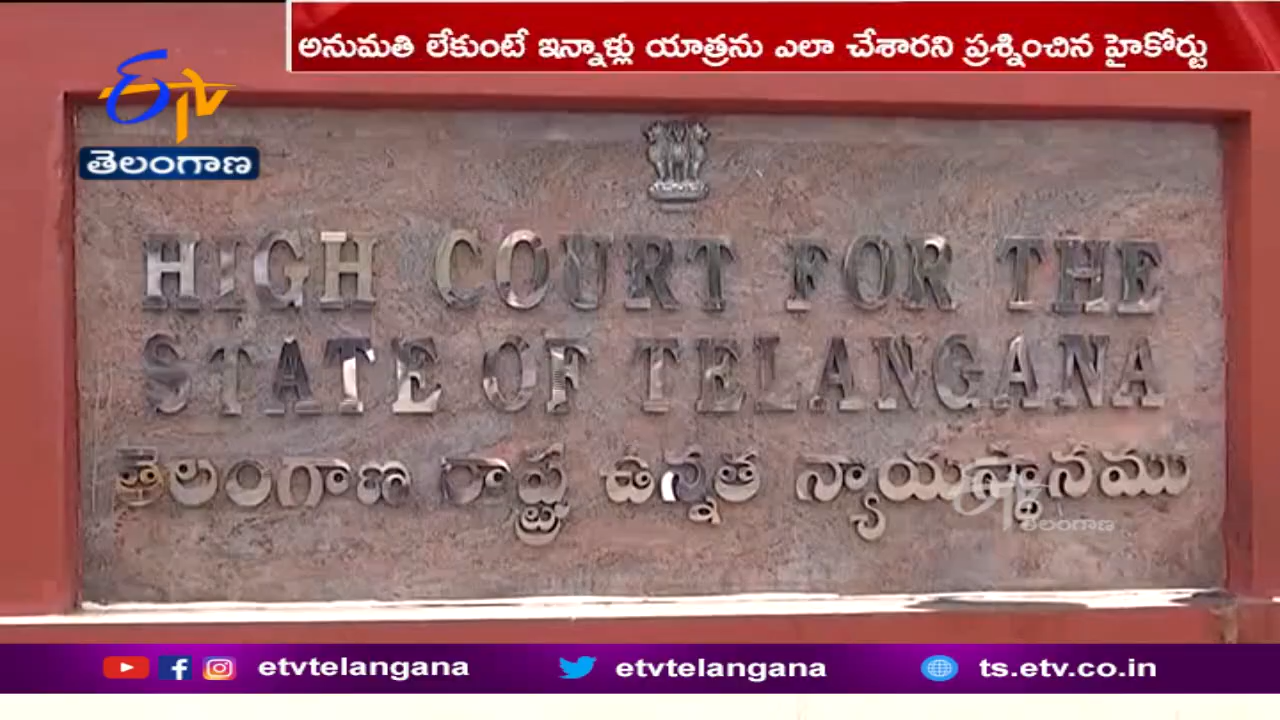 అనుమతి లేకుంటే ఇన్నాళ్లు యాత్రను ఎలా చేశారని ప్రశ్నించిన హైకోర్టు
ETV
తెలంగాణ
HIGH COURT FOR THE
STATE OF TELANGANA
తెలంగాణ రాష్ట్ర ఉన్నత న్యాయస్థానము
తెలంగాణ
etvtelangana
etvtelangana
ts.etv.co.in